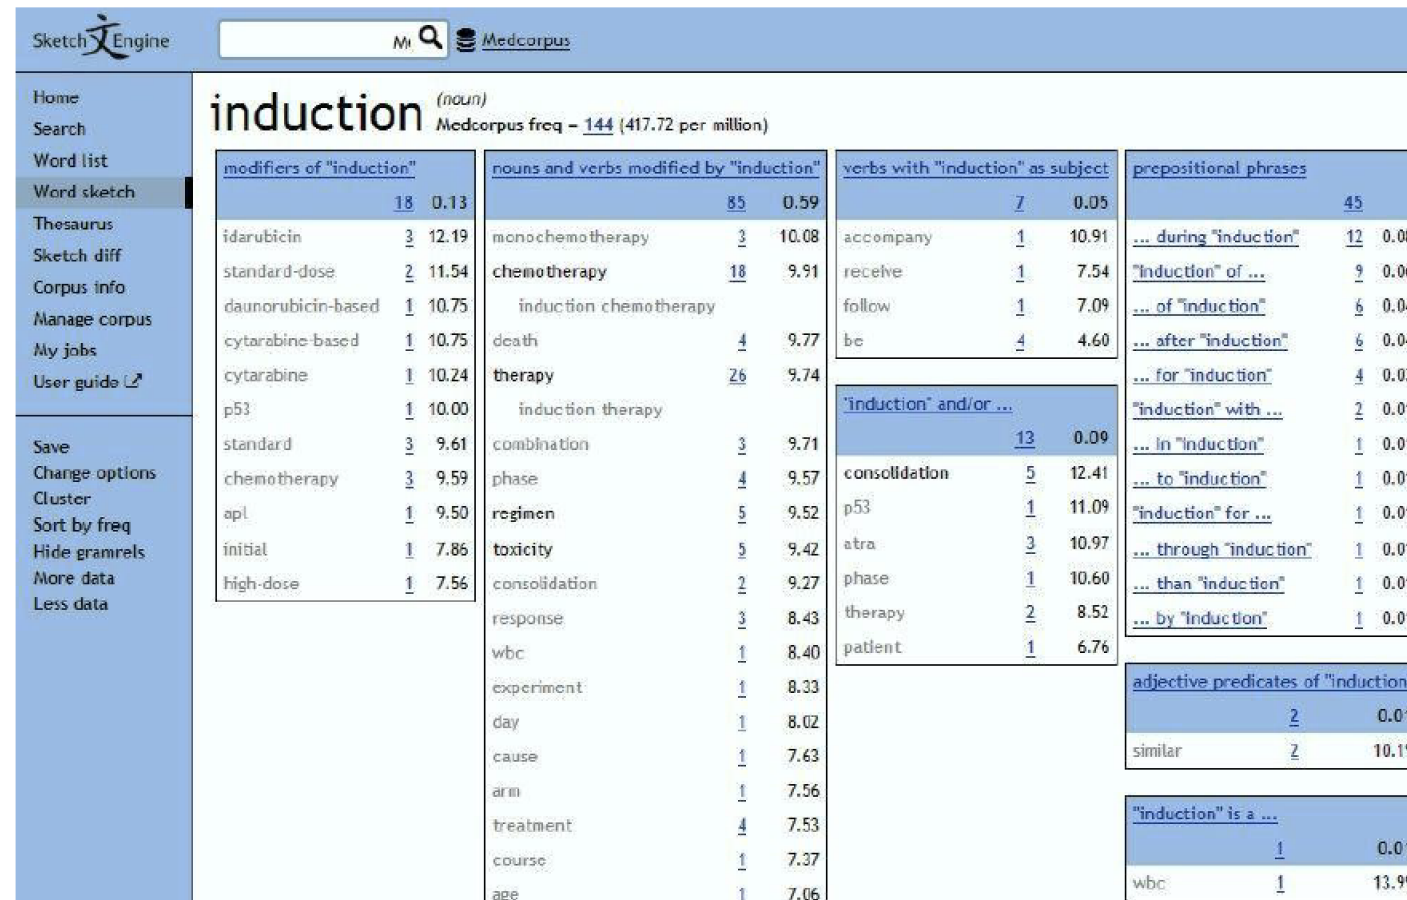 Sketch Engine
Medcorpus
Home
Search
Word list
Word sketch
Thesaurus
Sketch diff
Corpus info
Manage corpus
My jobs
User guide
Save
Change options
Cluster
Sort by freq
Hide gramrels
More data
Less data
induction (noun)
Medcorpus freq - 144 (417.72 per million)
modifiers of "induction"
18 0.13
idarubicin 3 12.19
standard-dose 2 11.54
daunorubicin-based 1 10.75
cytarabine-based 1 10.75
cytarabine 1 10.24
p53 1 10.00
standard 3 9.61
chemotherapy 3 9.59
apl 1 9.50
initial 1 7.86
high-dose 1 7.56
nouns and verbs modified by "induction"
85 0.59
monochemotherapy 3 10.08
chemotherapy 18 9.91
induction chemotherapy
death 4 9.77
therapy 26 9.74
induction therapy
combination 3 9.71
phase 4 9.57
regimen 5 9.52
toxicity 5 9.42
consolidation 2 9.27
response 3 8.43
wbc 1 8.40
experiment 1 8.33
day 1 8.02
cause 1 7.63
arm 1 7.56
treatment 4 7.53
course 1 7.37
age 1 7.06
verbs with "induction" as subject
7 0.05
accompany 1 10.91
receive 1 7.54
follow 1 7.09
be 4 4.60
"induction" and/or ...
13 0.09
consolidation 5 12.41
p53 1 11.09
atra 3 10.97
phase 1 10.60
therapy 2 8.52
patient 1 6.76
prepositional phrases
45
... during "induction" 12
"induction" of ... 9
... of "induction" 6
... after "induction" 6
... for "induction" 4
"induction" with ... 2
... in "induction" 1
... to "induction" 1
"induction" for ... 1
... through "induction" 1
... than "induction" 1
... by "induction" 1
adjective predicates of "induction
2
similar 2
"induction" is a ...
1
wbc 1